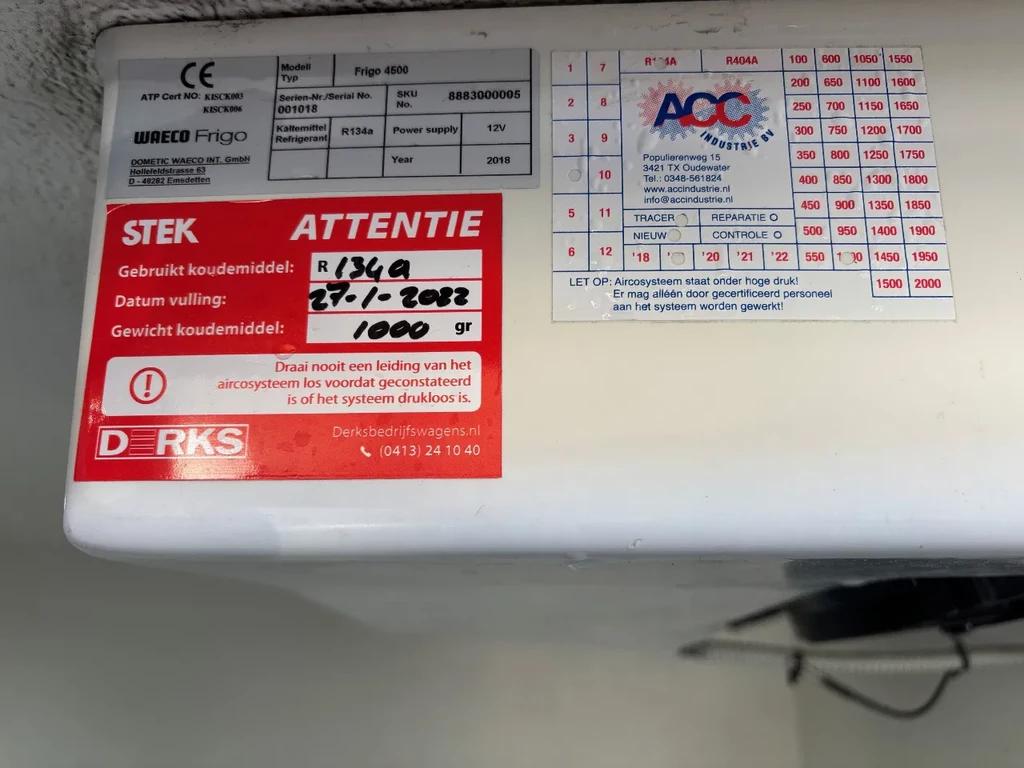 CE
ATP Cert NO: KISCK003
KISCK006
WAECO Frigo
DOMETIC WAECO INT. GmbH
Hollefeldstrasse 63
D - 48282 Emsdetten
Modell
Typ
Frigo 4500
Serien-Nr./Serial No.
001018
SKU
No.
8883000005
Kältemittel
Refrigerant
R134a
Power supply
12V
Year
2018
STEK ATTENTIE
Gebruikt koudemiddel: R 134a
Datum vulling: 27-1-2022
Gewicht koudemiddel: 1000 gr
Draai nooit een leiding van het
aircosysteem los voordat geconstateerd
is of het systeem drukloos is.
DERKS
Derksbedrijfswagens.nl
(0413) 24 10 40
1 7
2 8
3 9
10
5 11
6 12
R134A R404A
ACC
INDUSTRIE BV
Populierenweg 15
3421 TX Oudewater
Tel.: 0348-561824
www.accindustrie.nl
info@accindustrie.nl
TRACER REPARATIE
NIEUW CONTROLE
'18 '20 '21 '22
100 600 1050 1550
200 650 1100 1600
250 700 1150 1650
300 750 1200 1700
350 800 1250 1750
400 850 1300 1800
450 900 1350 1850
500 950 1400 1900
550 1450 1950
1500 2000
LET OP: Aircosysteem staat onder hoge druk!
Er mag alléén door gecertificeerd personeel
aan het systeem worden gewerkt!